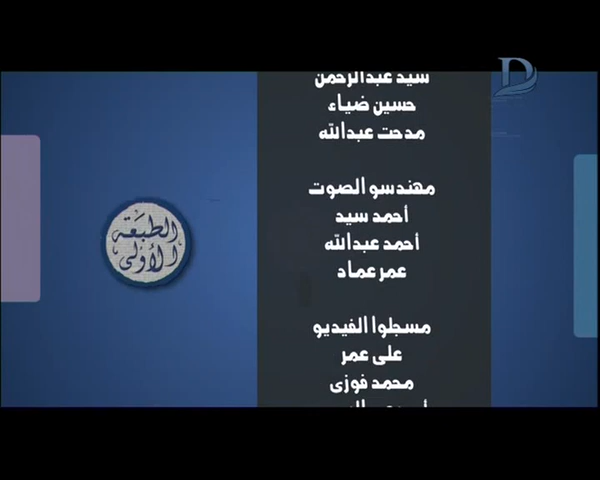 سيد عبدالرحمن
حسين ضياء
مدحت عبدالله
مهندسو الصوت
أحمد سيد
أحمد عبدالله
عمر عماد
مسجلوا الفيديو
على عمر
محمد فوزى
الطبعة
الأولى
D